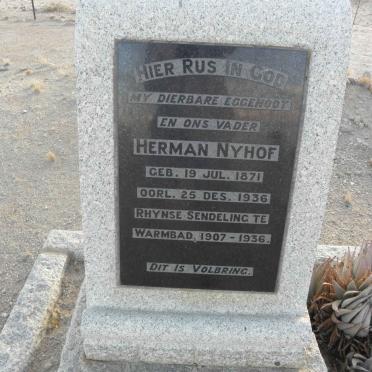 HIER RUS IN GOD
MY DIERBARE EGGENOOT
EN ONS VADER
HERMAN NYHOF
GEB. 19 JUL. 1871
OORL. 25 DES. 1936
RHYNSE SENDELING TE
WARMBAD, 1907-1936.
DIT IS VOLBRING.